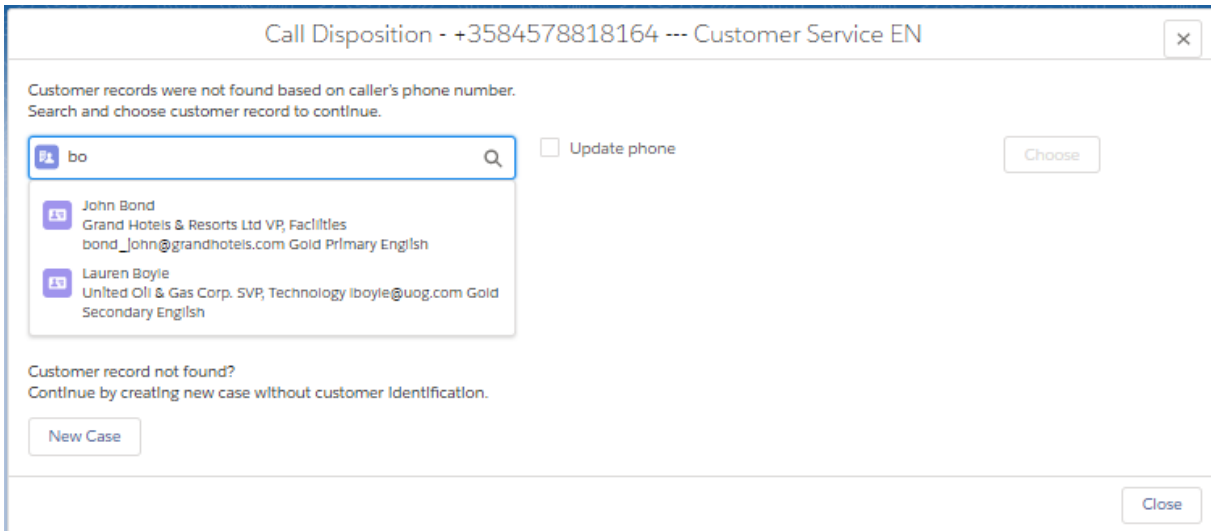 Call Disposition - +3584578818164 --- Customer Service EN
Customer records were not found based on caller's phone number.
Search and choose customer record to continue.
bo
Update phone
Choose
John Bond
Grand Hotels & Resorts Ltd VP, Facilities
bond_john@grandhotels.com Gold Primary English
Lauren Boyle
United Oil & Gas Corp. SVP, Technology lboyle@uog.com Gold
Secondary English
Customer record not found?
Continue by creating new case without customer identification.
New Case
Close